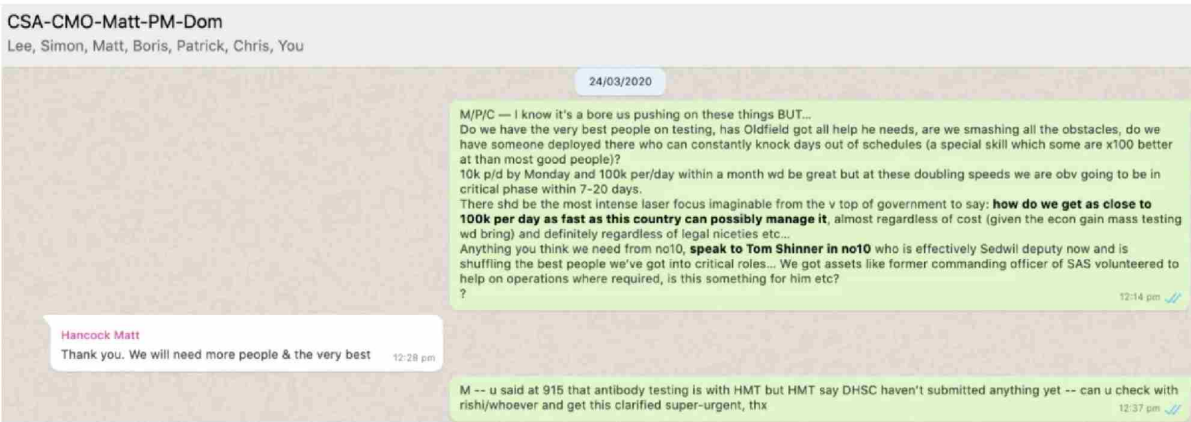 CSA-CMO-Matt-PM-Dom
Lee, Simon, Matt, Boris, Patrick, Chris, You
24/03/2020
M/P/C — I know it's a bore us pushing on these things BUT...
Do we have the very best people on testing, has Oldfield got all help he needs, are we smashing all the obstacles, do we
have someone deployed there who can constantly knock days out of schedules (a special skill which some are x100 better
at than most good people)?
10k p/d by Monday and 100k per/day within a month wd be great but at these doubling speeds we are obv going to be in
critical phase within 7-20 days.
There shd be the most intense laser focus imaginable from the v top of government to say: how do we get as close to
100k per day as fast as this country can possibly manage it, almost regardless of cost (given the econ gain mass testing
wd bring) and definitely regardless of legal niceties etc...
Anything you think we need from no10, speak to Tom Shinner in no10 who is effectively Sedwil deputy now and is
shuffling the best people we've got into critical roles... We got assets like former commanding officer of SAS volunteered to
help on operations where required, is this something for him etc?
?
12:14 pm
Hancock Matt
Thank you. We will need more people & the very best
12:28 pm
M -- u said at 915 that antibody testing is with HMT but HMT say DHSC haven't submitted anything yet -- can u check with
rishi/whoever and get this clarified super-urgent, thx
12:37 pm